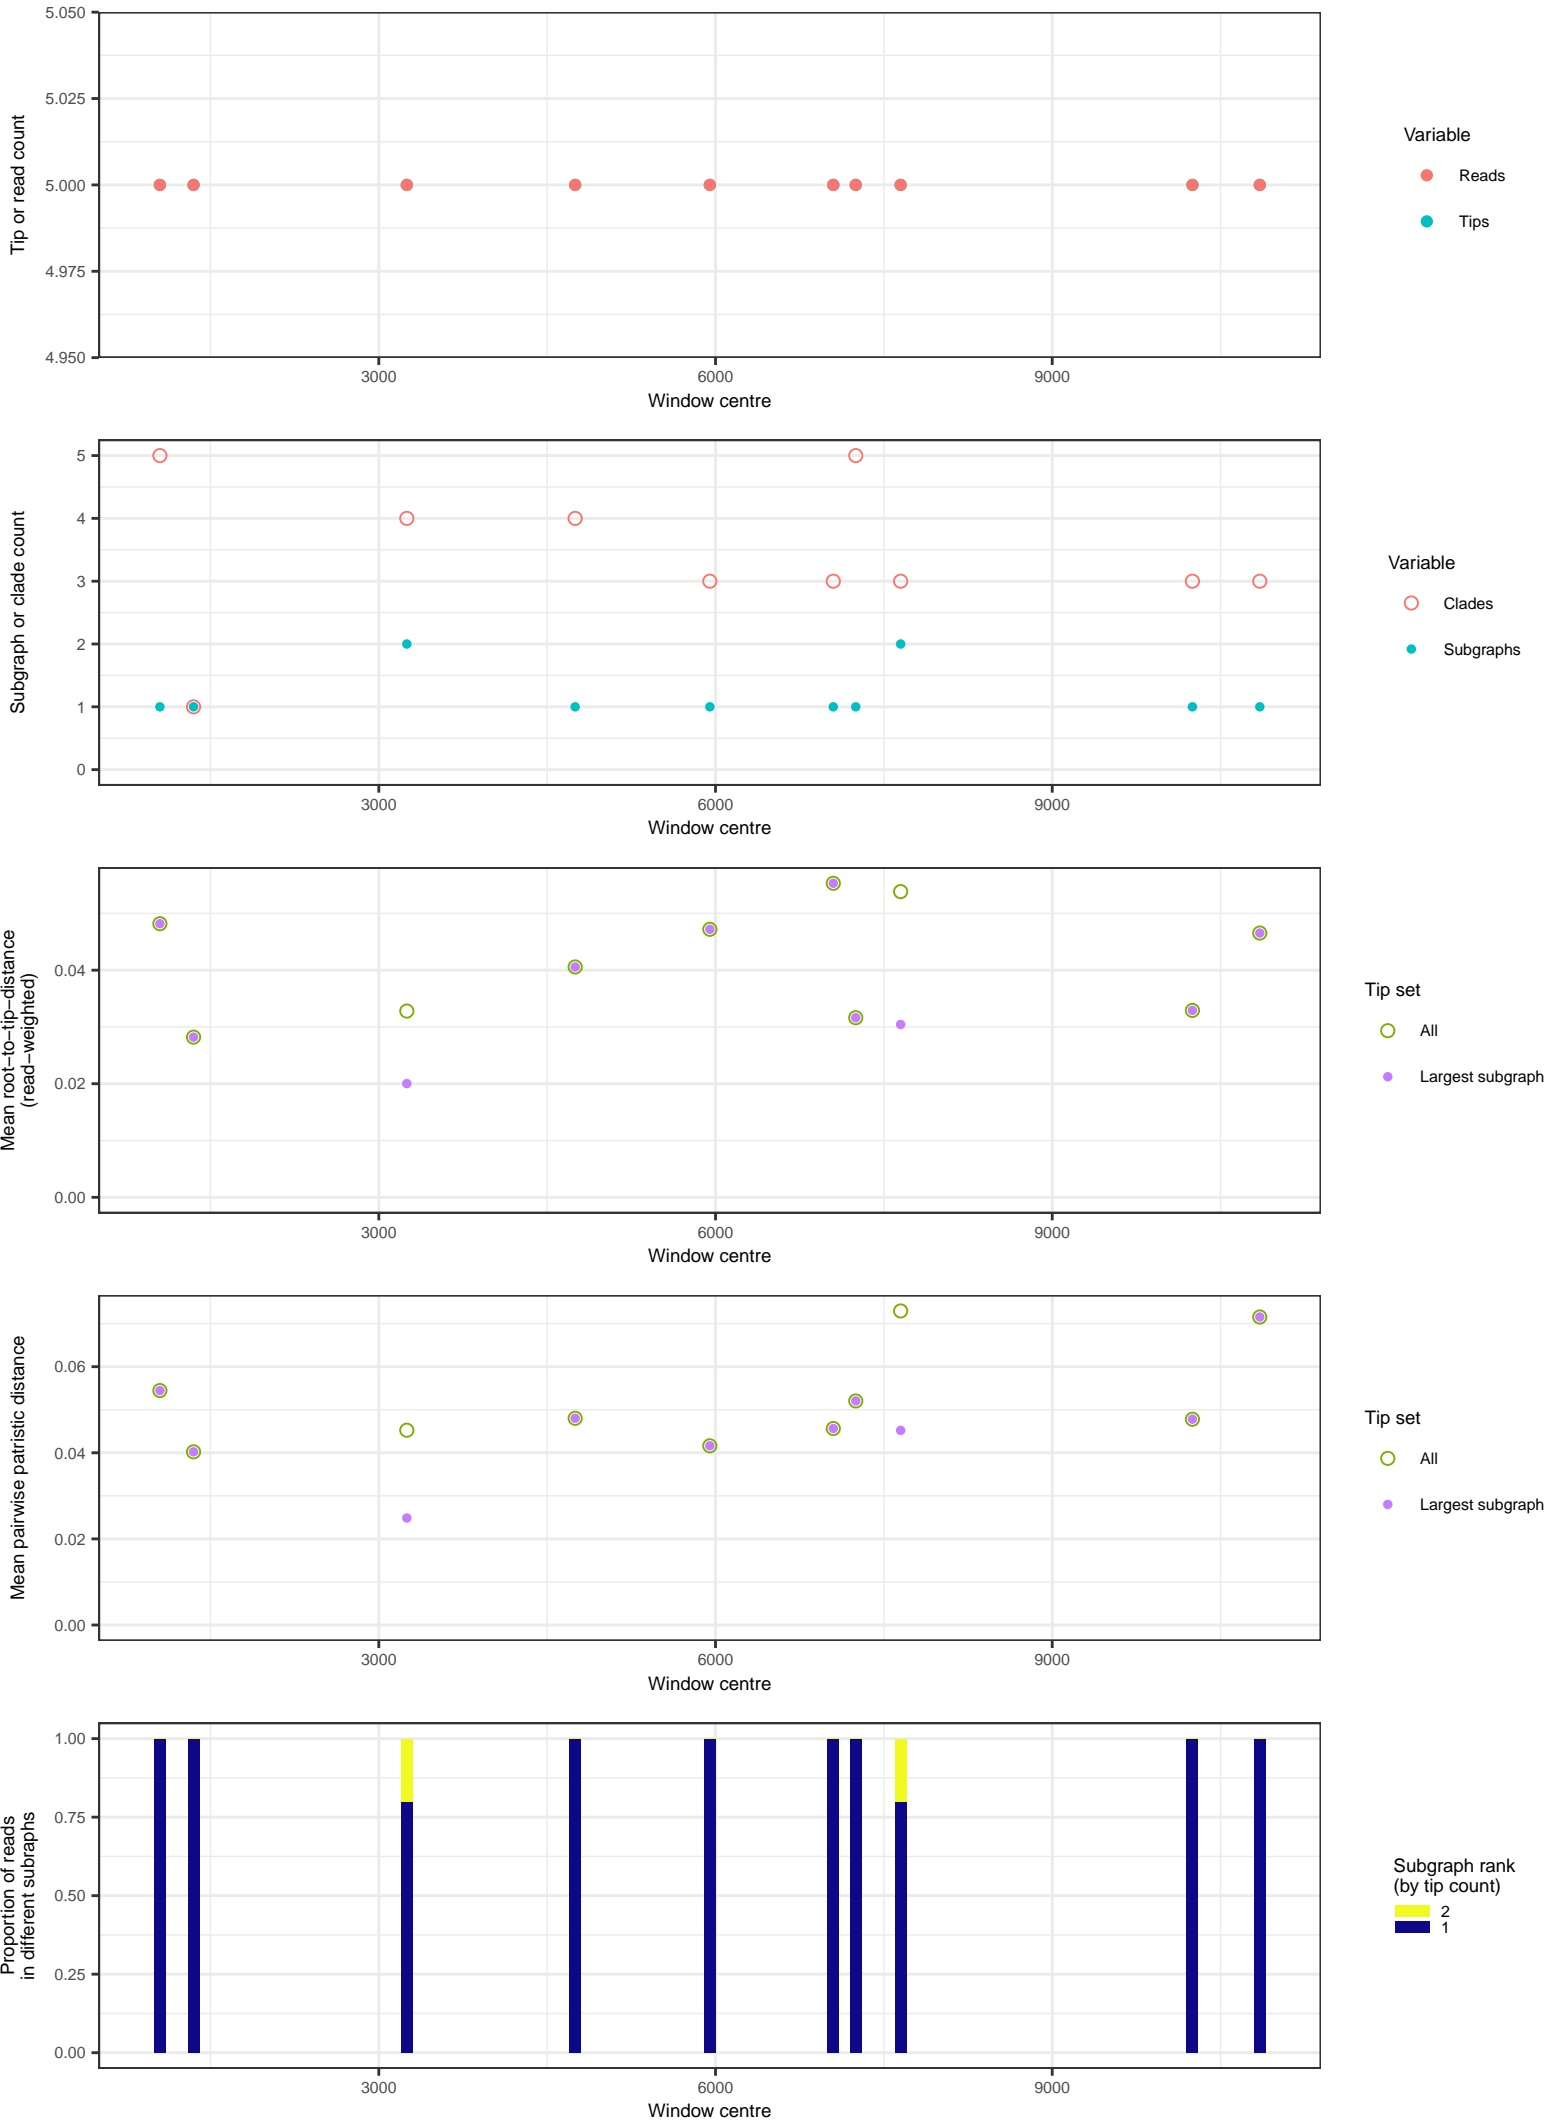 5.050
5.025
5.000
4.975
4.950
Tip or read count
3000
6000
9000
Window centre
Variable
Reads
Tips
5
4
3
2
1
0
Subgraph or clade count
3000
6000
9000
Window centre
Variable
Clades
Subgraphs
0.04
0.02
0.00
Mean root−to−tip−distance
(read−weighted)
3000
6000
9000
Window centre
Tip set
All
Largest subgraph
0.06
0.04
0.02
0.00
Mean pairwise patristic distance
3000
6000
9000
Window centre
Tip set
All
Largest subgraph
1.00
0.75
0.50
0.25
0.00
Proportion of reads
in different subraphs
3000
6000
9000
Window centre
Subgraph rank
(by tip count)
2
1